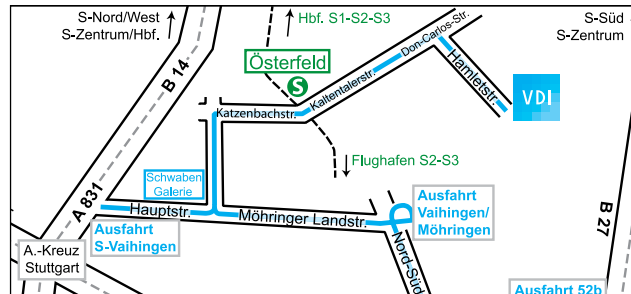 S-Nord/West
S-Zentrum/Hbf.
Hbf. S1-S2-S3
S-Süd
S-Zentrum
B 14
Österfeld
S
Don-Carlos-Str.
Kaltentalerstr.
Hamletstr.
VDI
Katzenbachstr.
Flughafen S2-S3
Schwaben
Galerie
A 831
Hauptstr.
Möhringer Landstr.
Ausfahrt
Vaihingen/
Möhringen
Ausfahrt
S-Vaihingen
Nord-Süd
B 27
A.-Kreuz
Stuttgart
Ausfahrt 52b